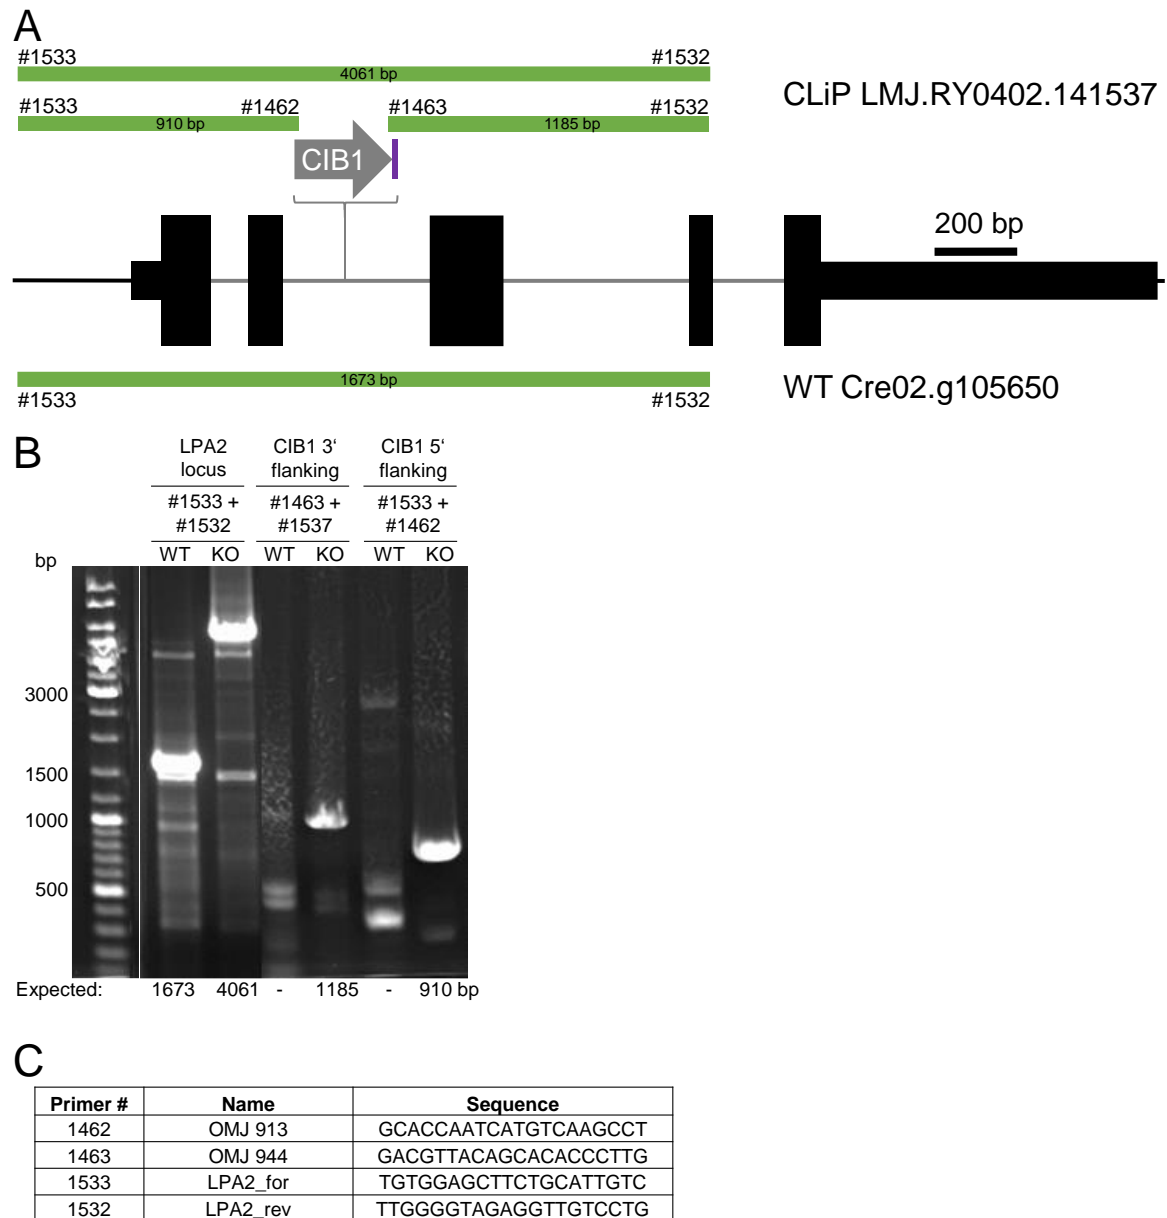 A
#1533 #1532
4061 bp
CLiP LMJ.RY0402.141537
#1533 #1462 #1463 #1532
910 bp 1185 bp
CIB1
200 bp
1673 bp
#1533 #1532
WT Cre02.g105650
B
LPA2 locus CIB1 3‘ flanking CIB1 5‘ flanking
#1533 + #1532 #1463 + #1537 #1533 + #1462
WT KO WT KO WT KO
bp
3000
1500
1000
500
Expected: 1673 4061 - 1185 - 910 bp
C
Primer # Name Sequence
1462 OMJ 913 GCACCAATCATGTCAAGCCT
1463 OMJ 944 GACGTTACAGCACACCCTTG
1533 LPA2_for TGTGGAGCTTCTGCATTGTC
1532 LPA2_rev TTGGGGTAGAGGTTGTCCTG